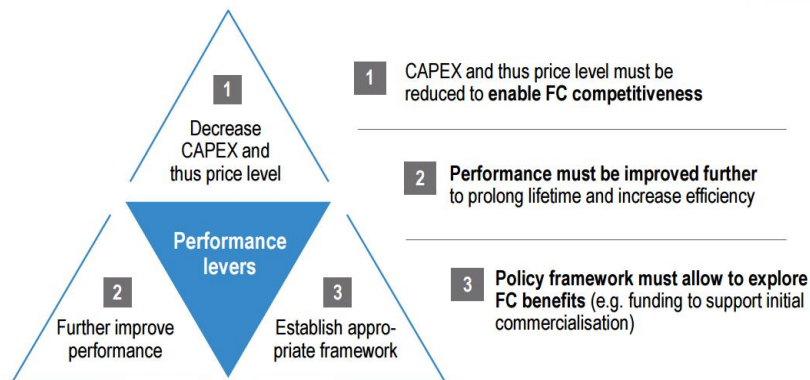 1
Decrease
CAPEX and
thus price level
Performance
levers
2
Further improve
performance
3
Establish appro-
priate framework
1
CAPEX and thus price level must be
reduced to enable FC competitiveness
2
Performance must be improved further
to prolong lifetime and increase efficiency
3
Policy framework must allow to explore
FC benefits (e.g. funding to support initial
commercialisation)